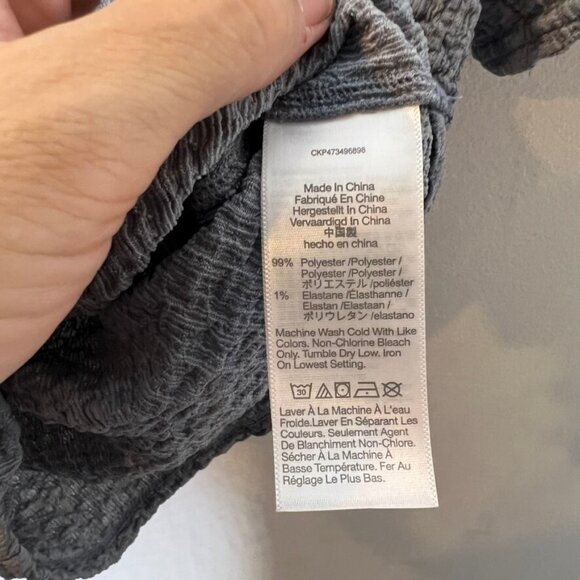 CKP473496898
Made In China
Fabriqué En Chine
Hergestellt In China
Vervaardigd In China
中国製
hecho en china
99% Polyester /Polyester /
Polyester /Polyester /
ポリエステル /poliéster
1% Elastane /Élasthanne /
Elastan /Elastaan /
ポリウレタン /elastano
Machine Wash Cold With Like
Colors. Non-Chlorine Bleach
Only. Tumble Dry Low. Iron
On Lowest Setting.
30
Laver À La Machine À L'eau
Froide.Laver En Séparant Les
Couleurs. Seulement Agent
De Blanchiment Non-Chlore.
Sécher À La Machine À
Basse Température. Fer Au
Réglage Le Plus Bas.